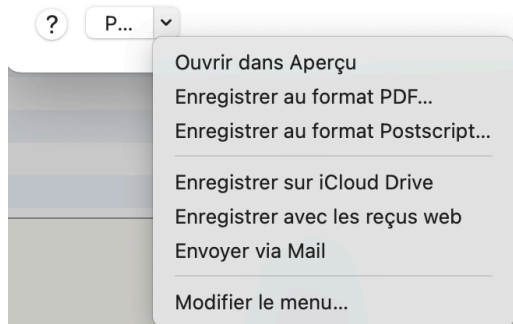 ? P...
Ouvrir dans Aperçu
Enregistrer au format PDF...
Enregistrer au format Postscript...
Enregistrer sur iCloud Drive
Enregistrer avec les reçus web
Envoyer via Mail
Modifier le menu...